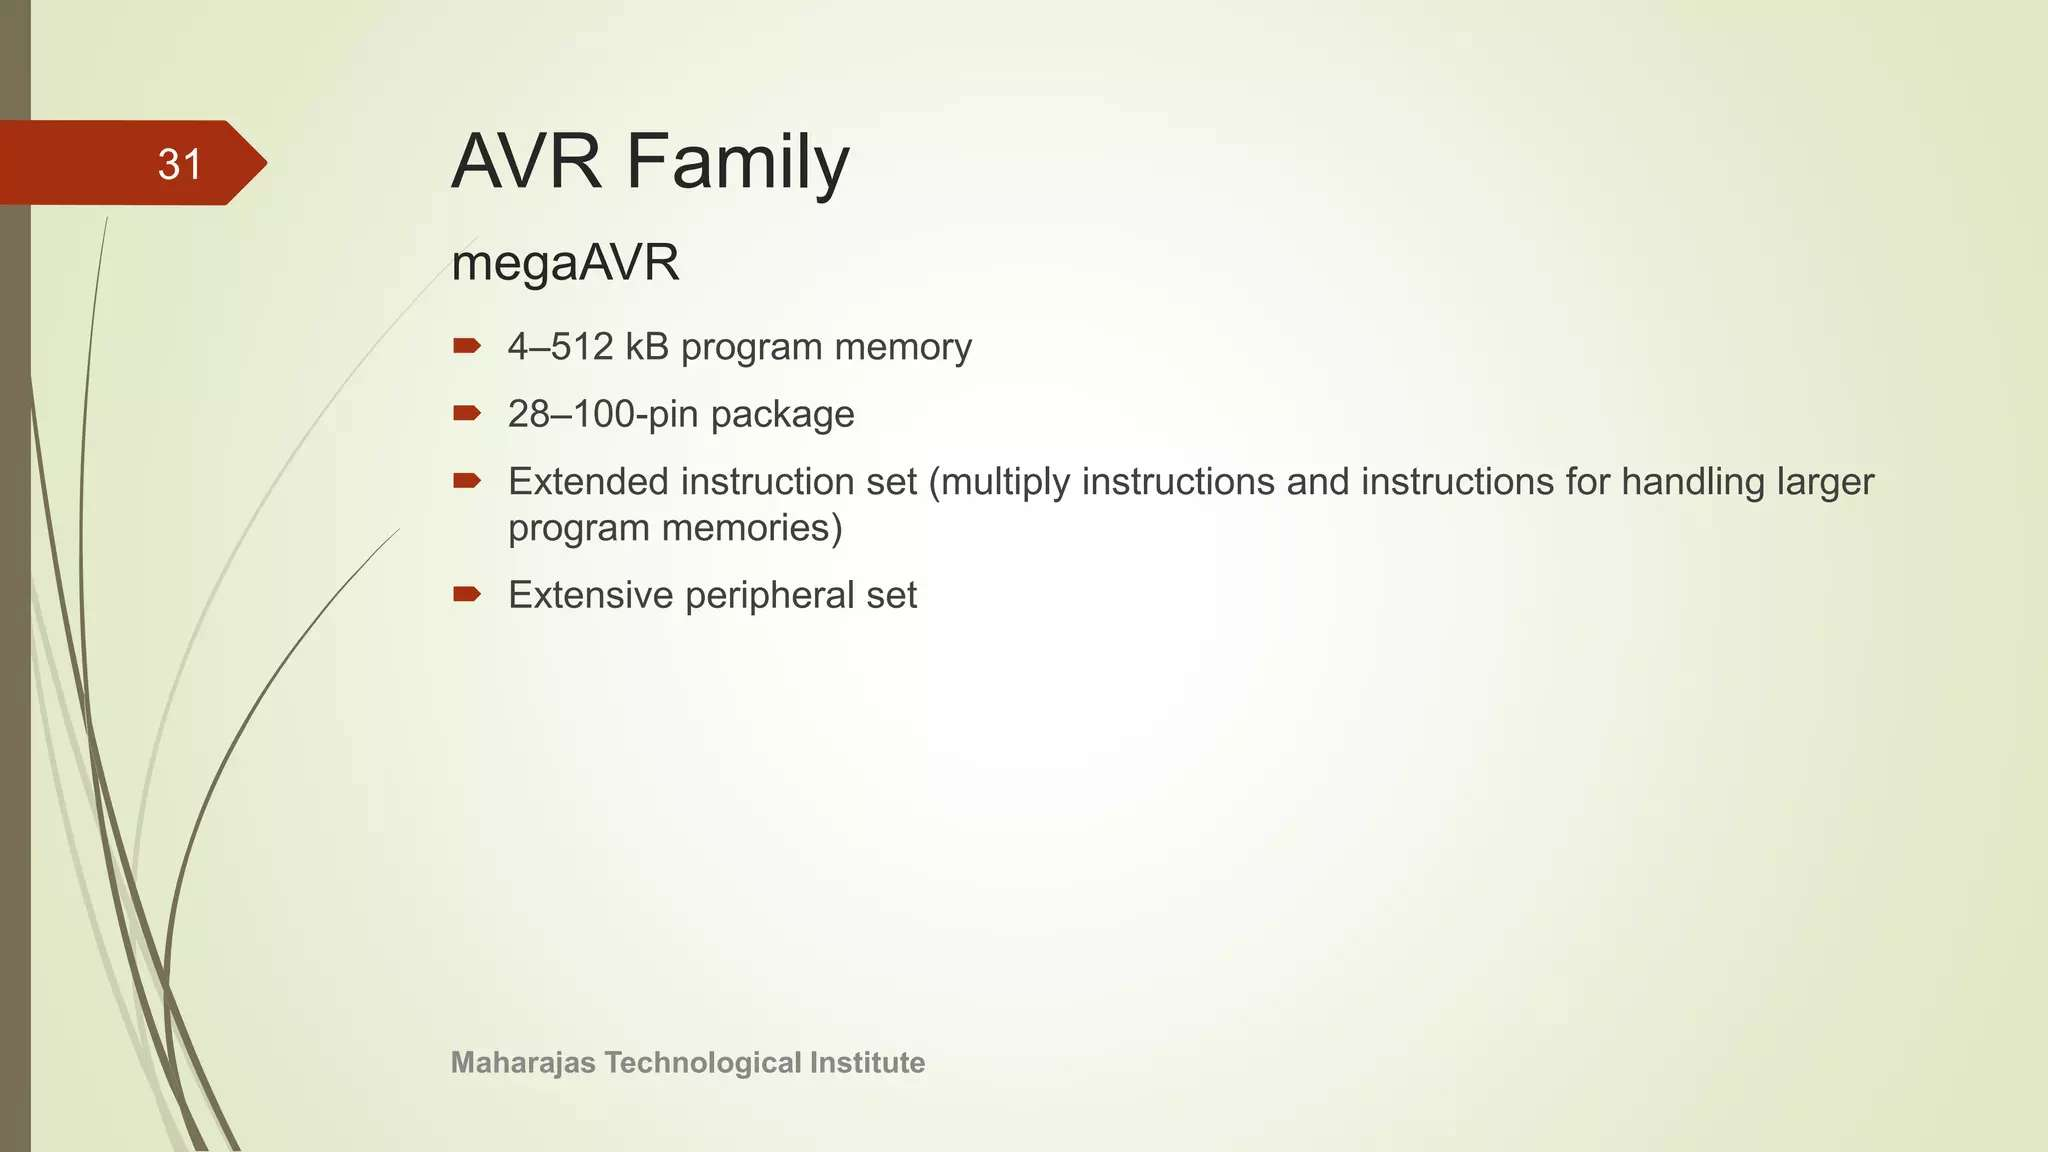 31
AVR Family
megaAVR
4–512 kB program memory
28–100-pin package
Extended instruction set (multiply instructions and instructions for handling larger
program memories)
Extensive peripheral set
Maharajas Technological Institute